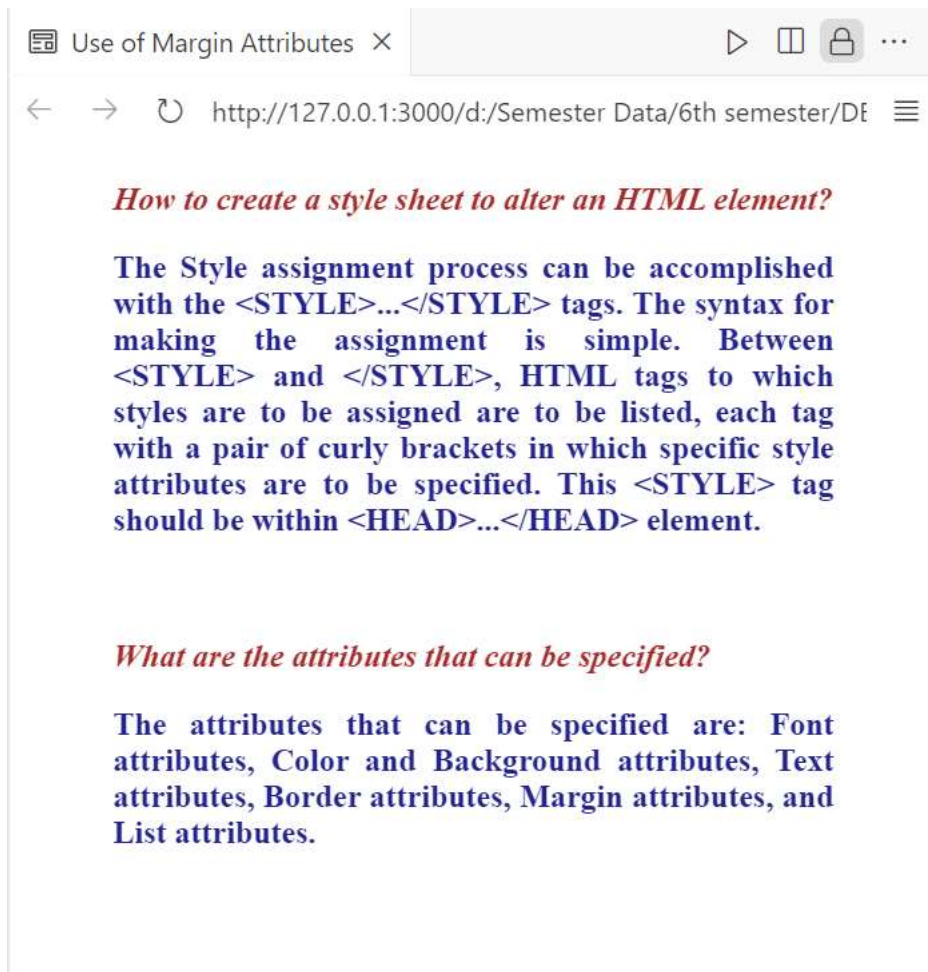 Use of Margin Attributes
http://127.0.0.1:3000/d:/Semester Data/6th semester/DE
How to create a style sheet to alter an HTML element?
The Style assignment process can be accomplished
with the <STYLE>...</STYLE> tags. The syntax for
making the assignment is simple. Between
<STYLE> and </STYLE>, HTML tags to which
styles are to be assigned are to be listed, each tag
with a pair of curly brackets in which specific style
attributes are to be specified. This <STYLE> tag
should be within <HEAD>...</HEAD> element.
What are the attributes that can be specified?
The attributes that can be specified are: Font
attributes, Color and Background attributes, Text
attributes, Border attributes, Margin attributes, and
List attributes.